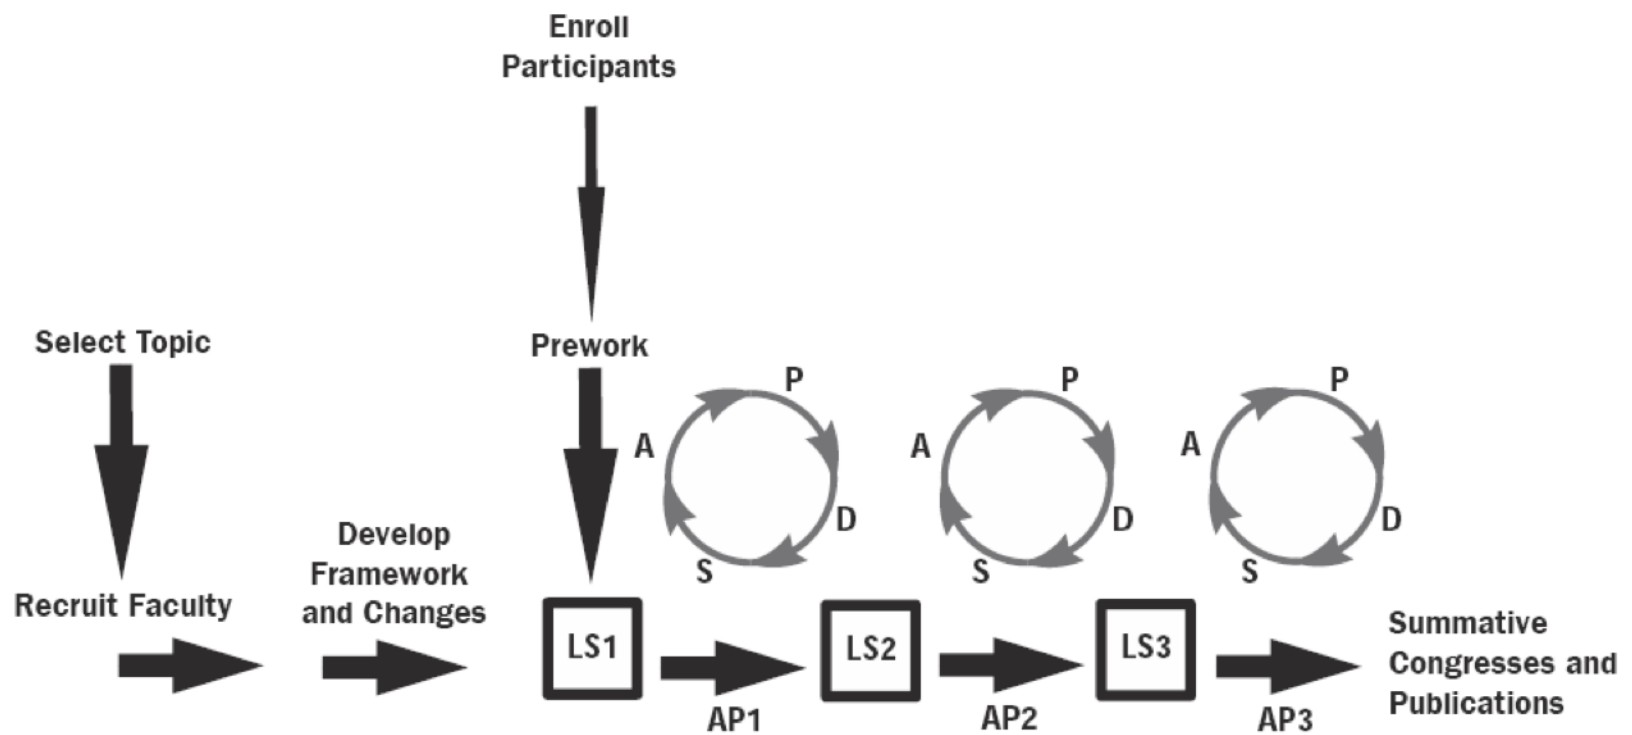 Enroll
Participants
Select Topic
Prework
P
A
D
S
P
A
D
S
P
A
D
S
Recruit Faculty
Develop
Framework
and Changes
LS1
AP1
LS2
AP2
LS3
AP3
Summative
Congresses and
Publications